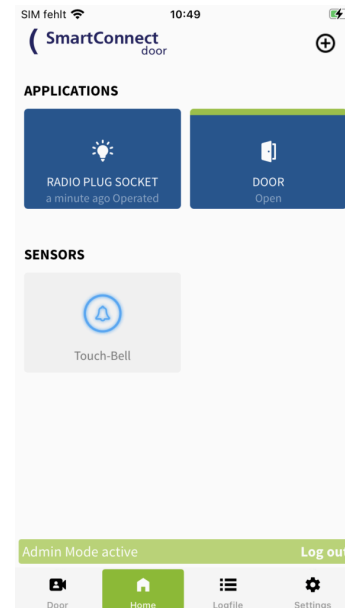 SIM fehlt 10:49
SmartConnect
door
APPLICATIONS
RADIO PLUG SOCKET
a minute ago Operated
DOOR
Open
SENSORS
Touch-Bell
Admin Mode active Log out
Door Home Logfile Settings